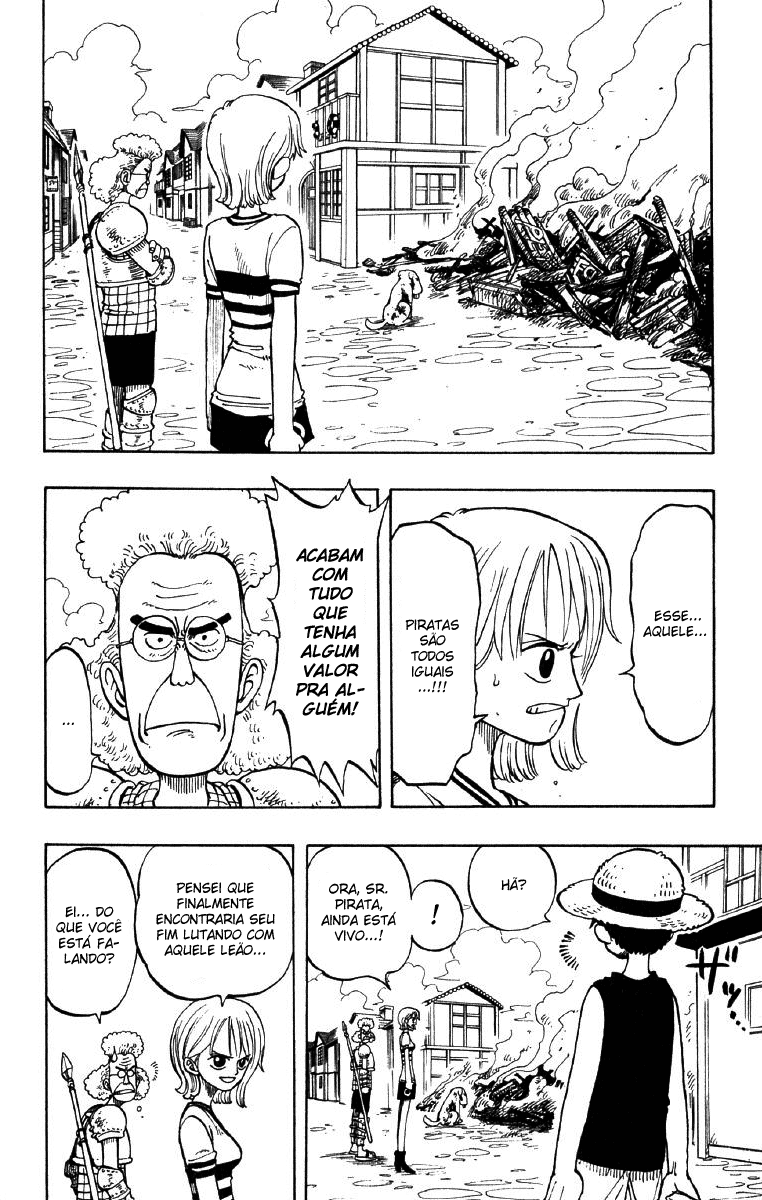 ESSE...
AQUELE...
PIRATAS
SÃO
TODOS
IGUAIS
...!!!
ACABAM
COM
TUDO
QUE
TENHA
ALGUM
VALOR
PRA AL-
GUÉM!
...
HÃ?
!
ORA, SR.
PIRATA,
AINDA ESTÁ
VIVO...!
ザッ...
PENSEI QUE
FINALMENTE
ENCONTRARIA SEU
FIM LUTANDO COM
AQUELE LEÃO...
EI... DO
QUE VOCÊ
ESTÁ FA-
LANDO?